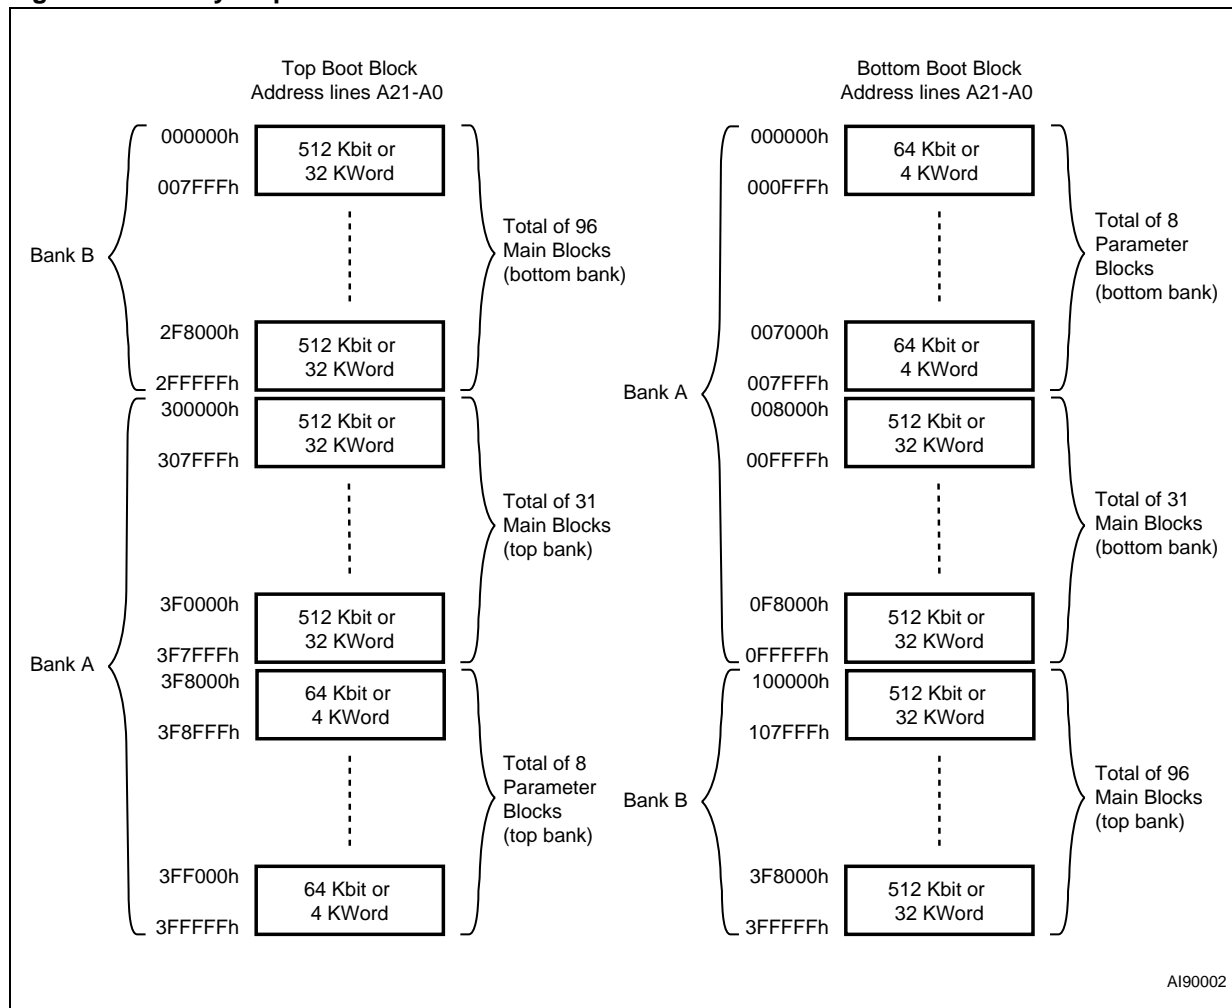 Top Boot Block
Address lines A21-A0
000000h
512 Kbit or
32 KWord
007FFFh
Bank B
Total of 96
Main Blocks
(bottom bank)
2F8000h
512 Kbit or
32 KWord
2FFFFFh
300000h
512 Kbit or
32 KWord
307FFFh
Total of 31
Main Blocks
(top bank)
3F0000h
512 Kbit or
32 KWord
3F7FFFh
Bank A
3F8000h
64 Kbit or
4 KWord
3F8FFFh
Total of 8
Parameter
Blocks
(top bank)
3FF000h
64 Kbit or
4 KWord
3FFFFFh
Bottom Boot Block
Address lines A21-A0
000000h
64 Kbit or
4 KWord
000FFFh
Total of 8
Parameter
Blocks
(bottom bank)
007000h
64 Kbit or
4 KWord
007FFFh
Bank A
008000h
512 Kbit or
32 KWord
00FFFFh
Total of 31
Main Blocks
(bottom bank)
0F8000h
512 Kbit or
32 KWord
0FFFFFh
100000h
512 Kbit or
32 KWord
107FFFh
Bank B
Total of 96
Main Blocks
(top bank)
3F8000h
512 Kbit or
32 KWord
3FFFFFh
AI90002